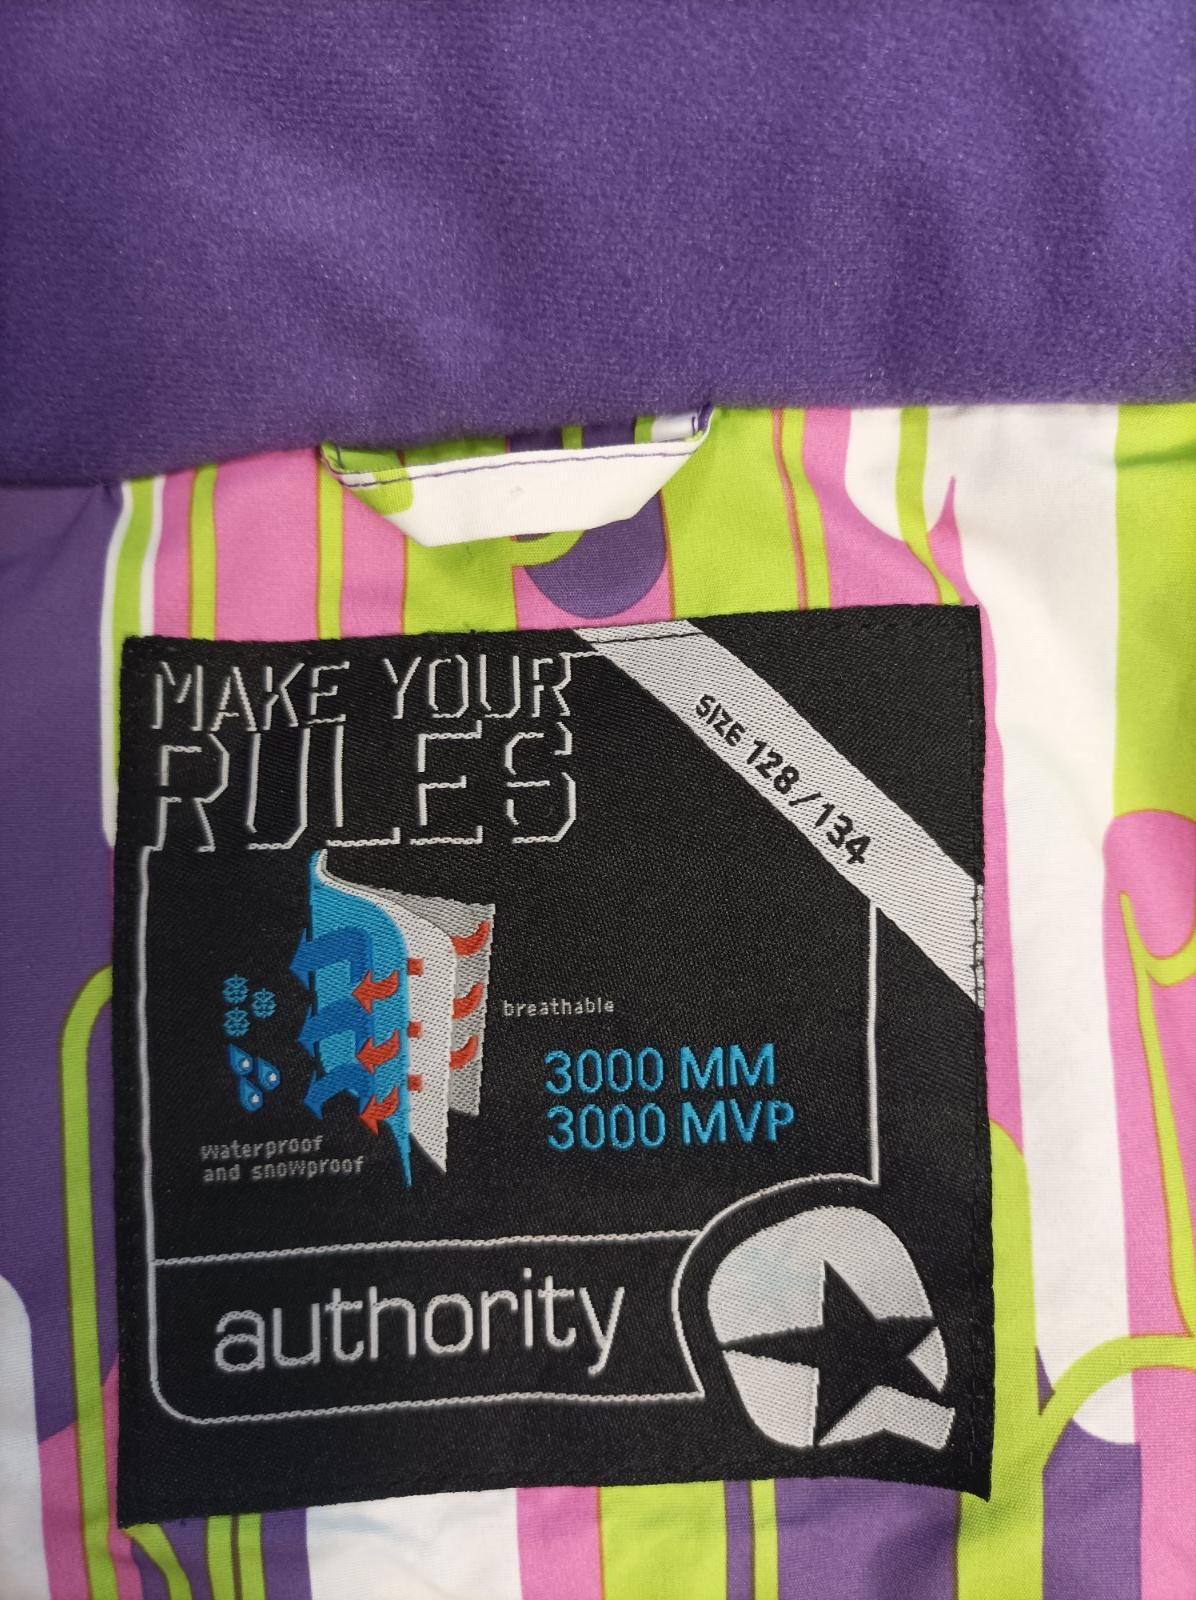 MAKE YOUR
RULES
SIZE 128/134
breathable
3000 MM
3000 MVP
waterproof
and snowproof
authority